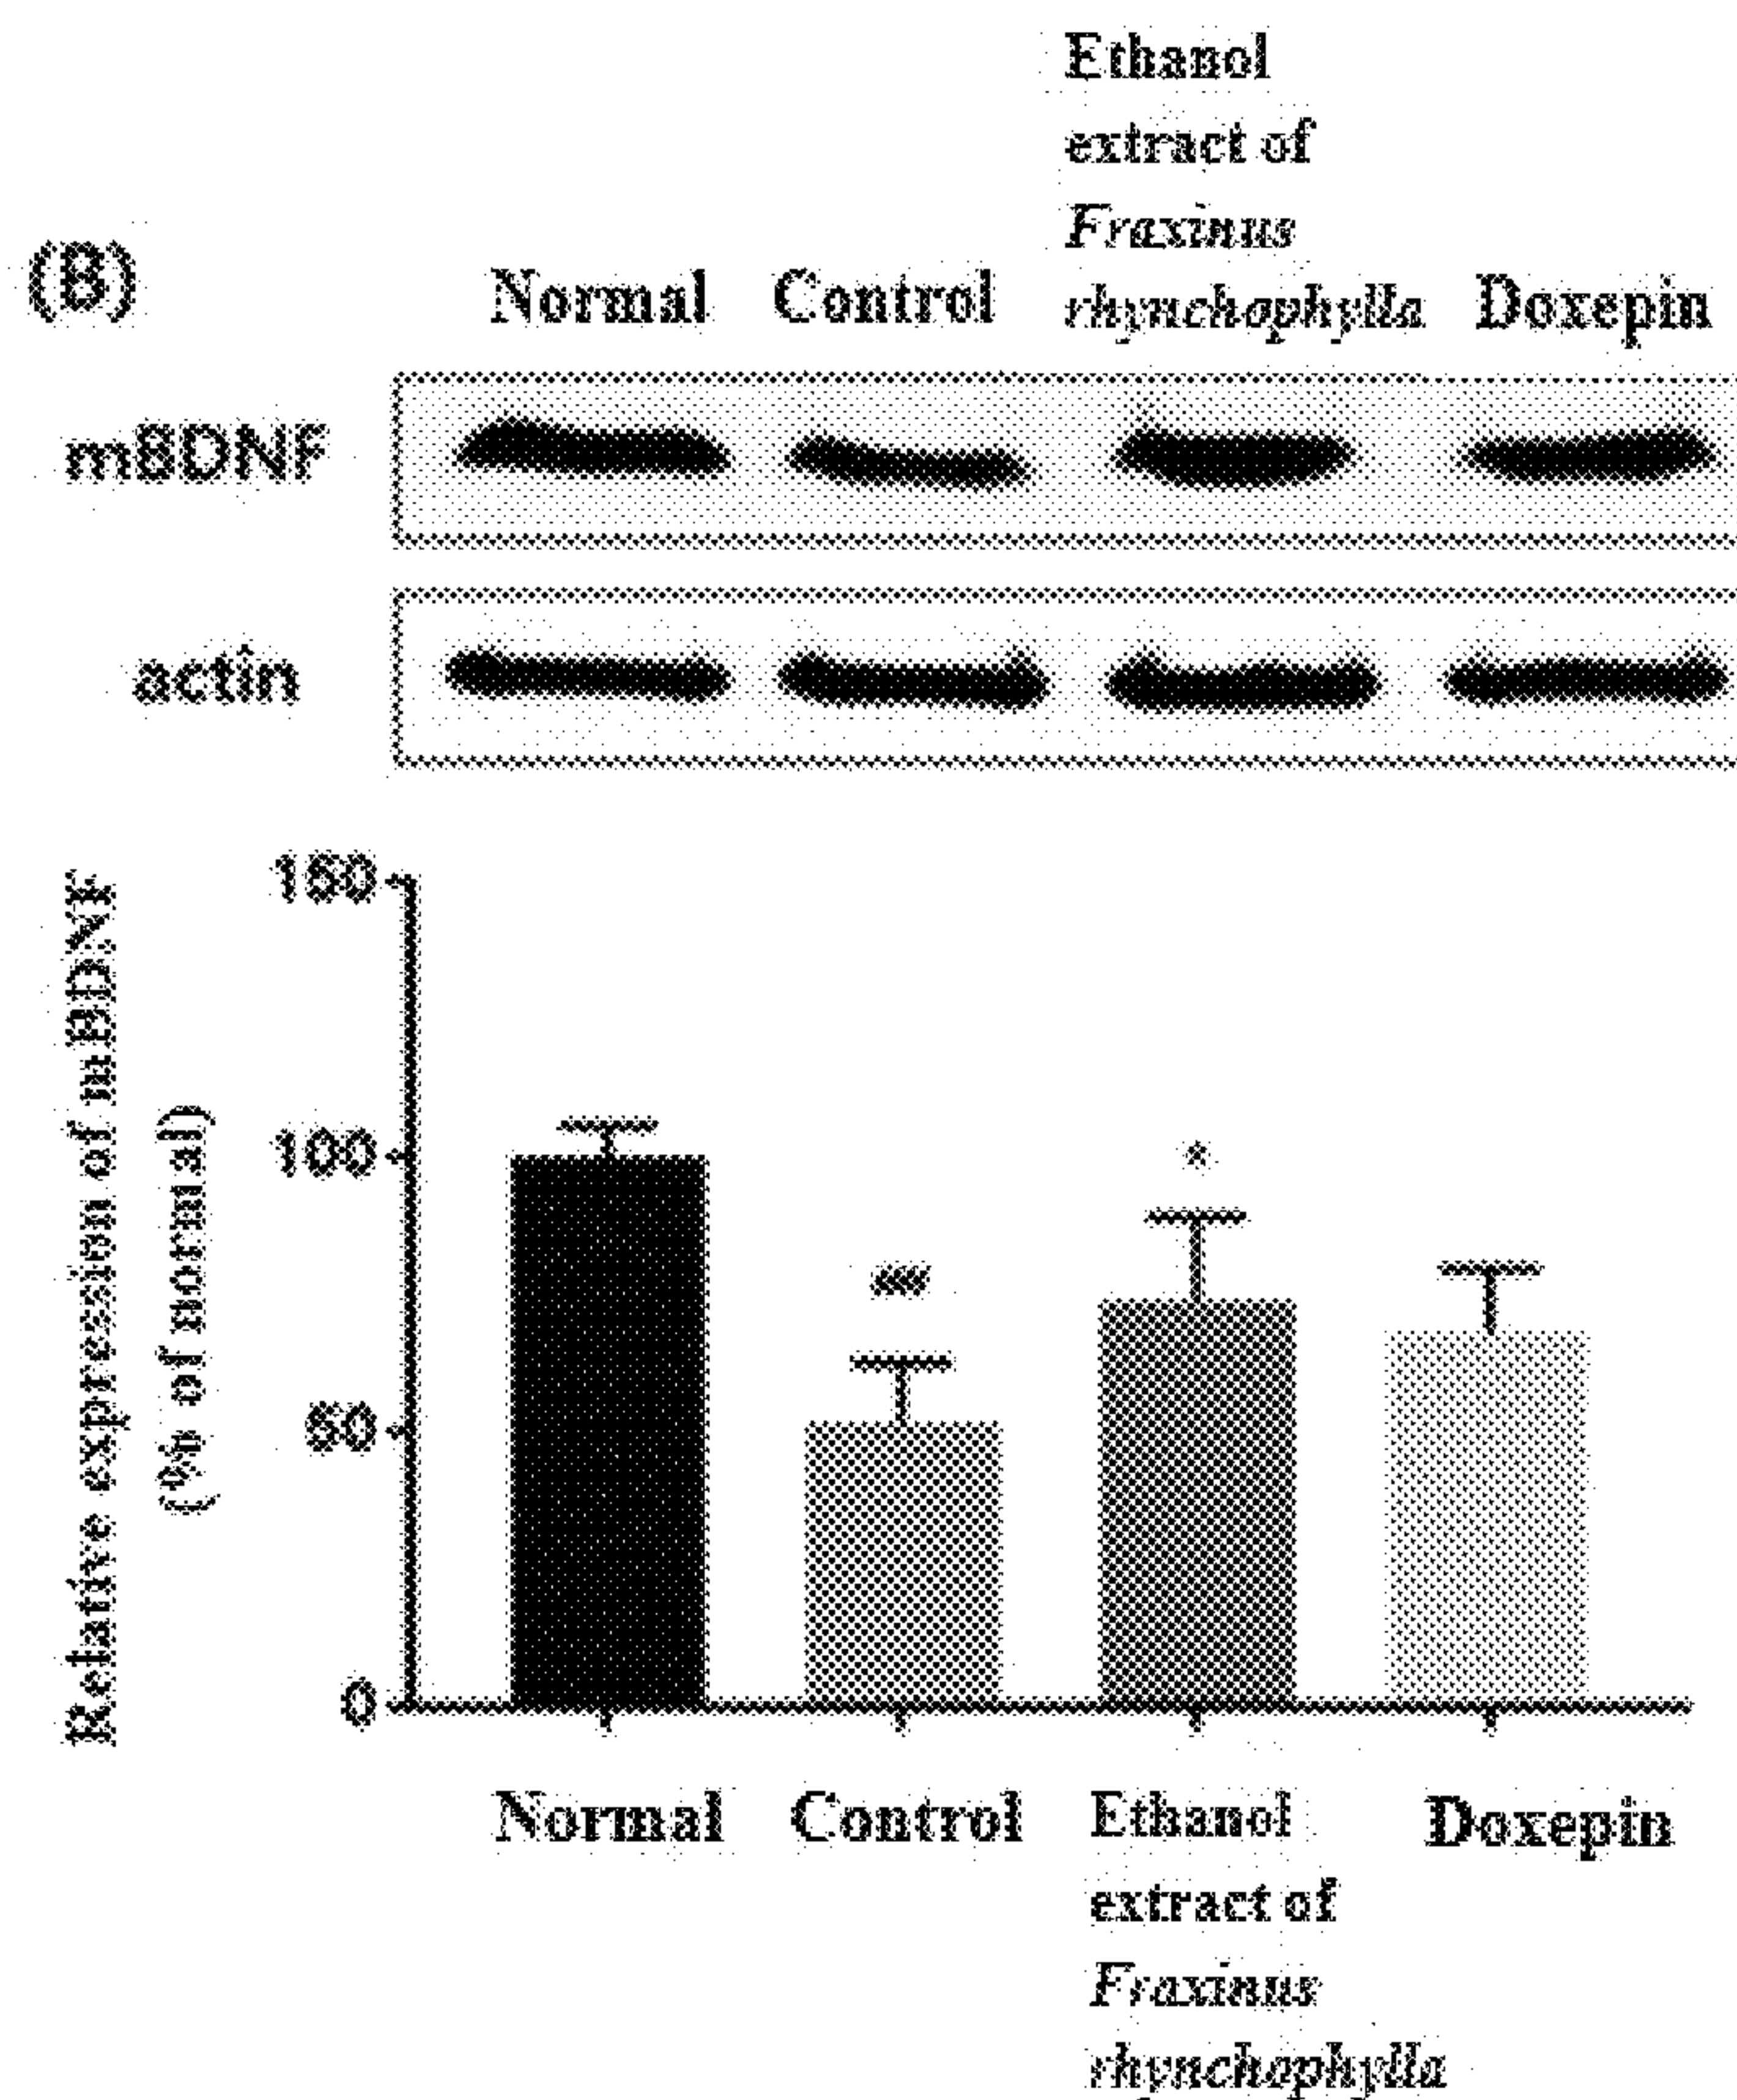 Ethanol
extract of
Fraxinus
rhynchophylla
(B)
Normal Control Doxepin
mBDNF
actin
Relative expression of mBDNF
(% of normal)
150
100
50
0
*
Normal Control Ethanol Doxepin
extract of
Fraxinus
rhynchophylla